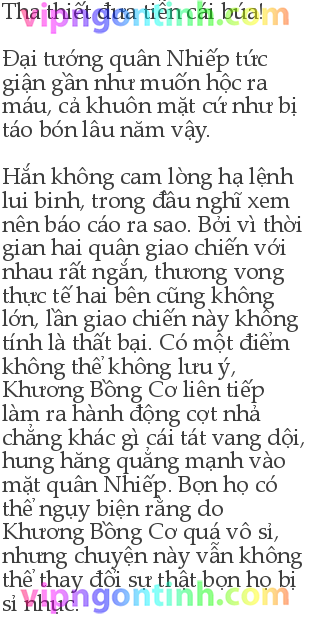 Tha thiết đưa tiễn cái búa!
vipngontinh.com
Đại tướng quân Nhiếp tức
giận gần như muốn hộc ra
máu, cả khuôn mặt cứ như bị
táo bón lâu năm vậy.
Hắn không cam lòng hạ lệnh
lui binh, trong đầu nghĩ xem
nên báo cáo ra sao. Bởi vì thời
gian hai quân giao chiến với
nhau rất ngắn, thương vong
thực tế hai bên cũng không
lớn, lần giao chiến này không
tính là thất bại. Có một điểm
không thể không lưu ý,
Khương Bồng Cơ liên tiếp
làm ra hành động cợt nhả
chẳng khác gì cái tát vang dội,
hung hăng quẳng mạnh vào
mặt quân Nhiếp. Bọn họ có
thể ngụy biện rằng do
Khương Bồng Cơ quá vô sỉ,
nhưng chuyện này vẫn không
thể thay đổi sự thật bọn họ bị
sỉ nhục.
vipngontinh.com